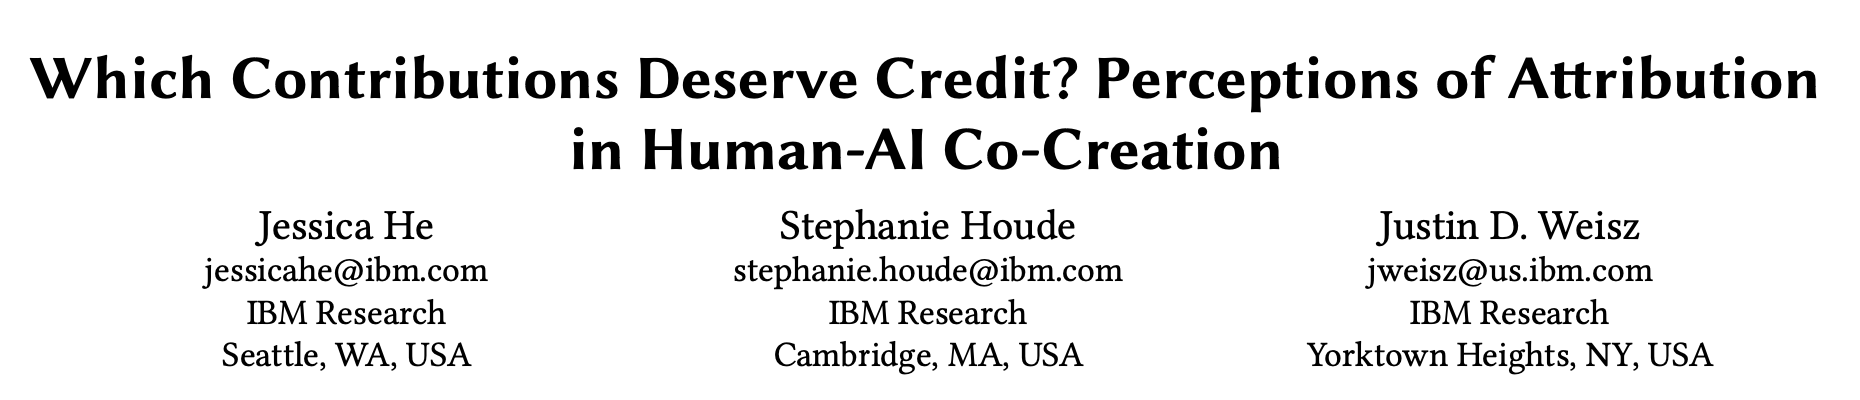 Which Contributions Deserve Credit? Perceptions of Attribution
in Human-AI Co-Creation
Jessica He
jessicahe@ibm.com
IBM Research
Seattle, WA, USA
Stephanie Houde
stephanie.houde@ibm.com
IBM Research
Cambridge, MA, USA
Justin D. Weisz
jweisz@us.ibm.com
IBM Research
Yorktown Heights, NY, USA